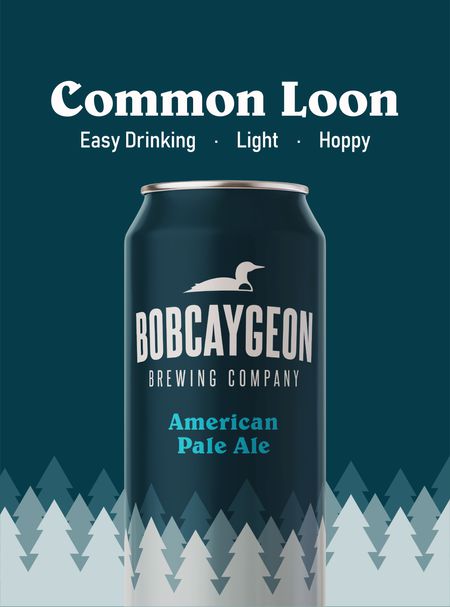 Common Loon
Easy Drinking · Light · Hoppy
BOBCAYGEON
BREWING COMPANY
American
Pale Ale